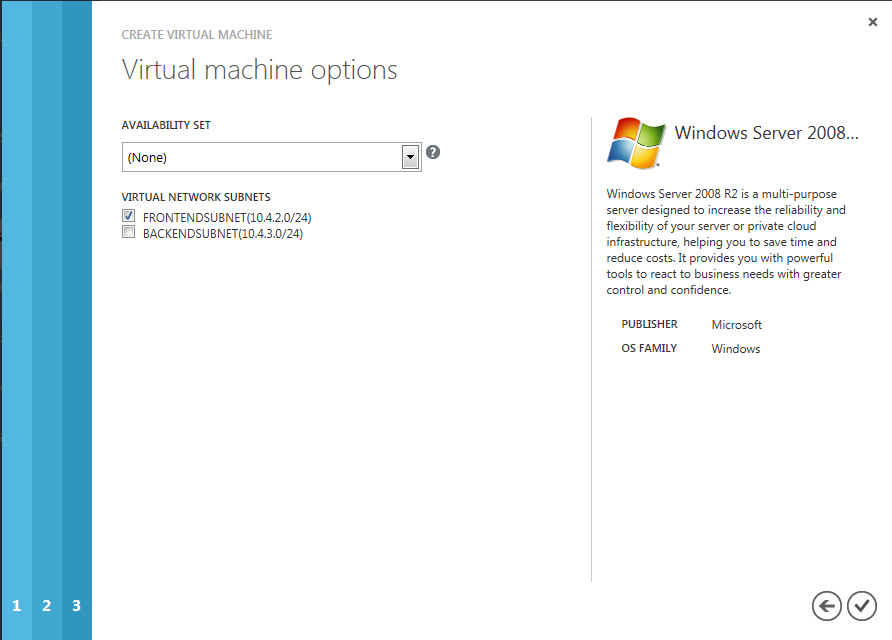 CREATE VIRTUAL MACHINE
Virtual machine options
AVAILABILITY SET
(None)
?
VIRTUAL NETWORK SUBNETS
FRONTENDSUBNET(10.4.2.0/24)
BACKENDSUBNET(10.4.3.0/24)
Windows Server 2008...
Windows Server 2008 R2 is a multi-purpose
server designed to increase the reliability and
flexibility of your server or private cloud
infrastructure, helping you to save time and
reduce costs. It provides you with powerful
tools to react to business needs with greater
control and confidence.
PUBLISHER Microsoft
OS FAMILY Windows
1 2 3